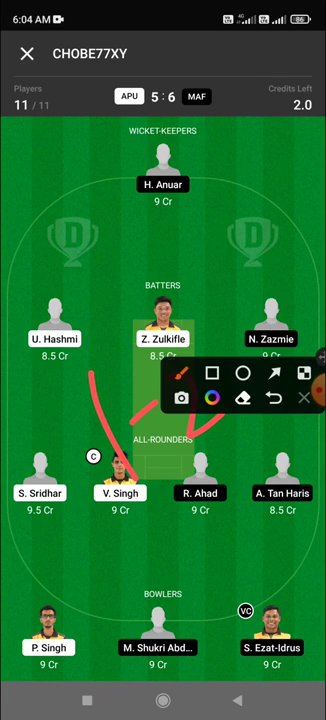 6:04 AM
86
CHOBE77XY
Players
11 / 11
APU 5 : 6 MAF
Credits Left
2.0
WICKET-KEEPERS
H. Anuar
9 Cr
BATTERS
U. Hashmi
8.5 Cr
Z. Zulkifle
8.5 Cr
N. Zazmie
9 Cr
ALL-ROUNDERS
S. Sridhar
9.5 Cr
C
V. Singh
9 Cr
R. Ahad
9 Cr
A. Tan Haris
8.5 Cr
BOWLERS
P. Singh
9 Cr
M. Shukri Abd...
9 Cr
VC
S. Ezat-Idrus
9 Cr